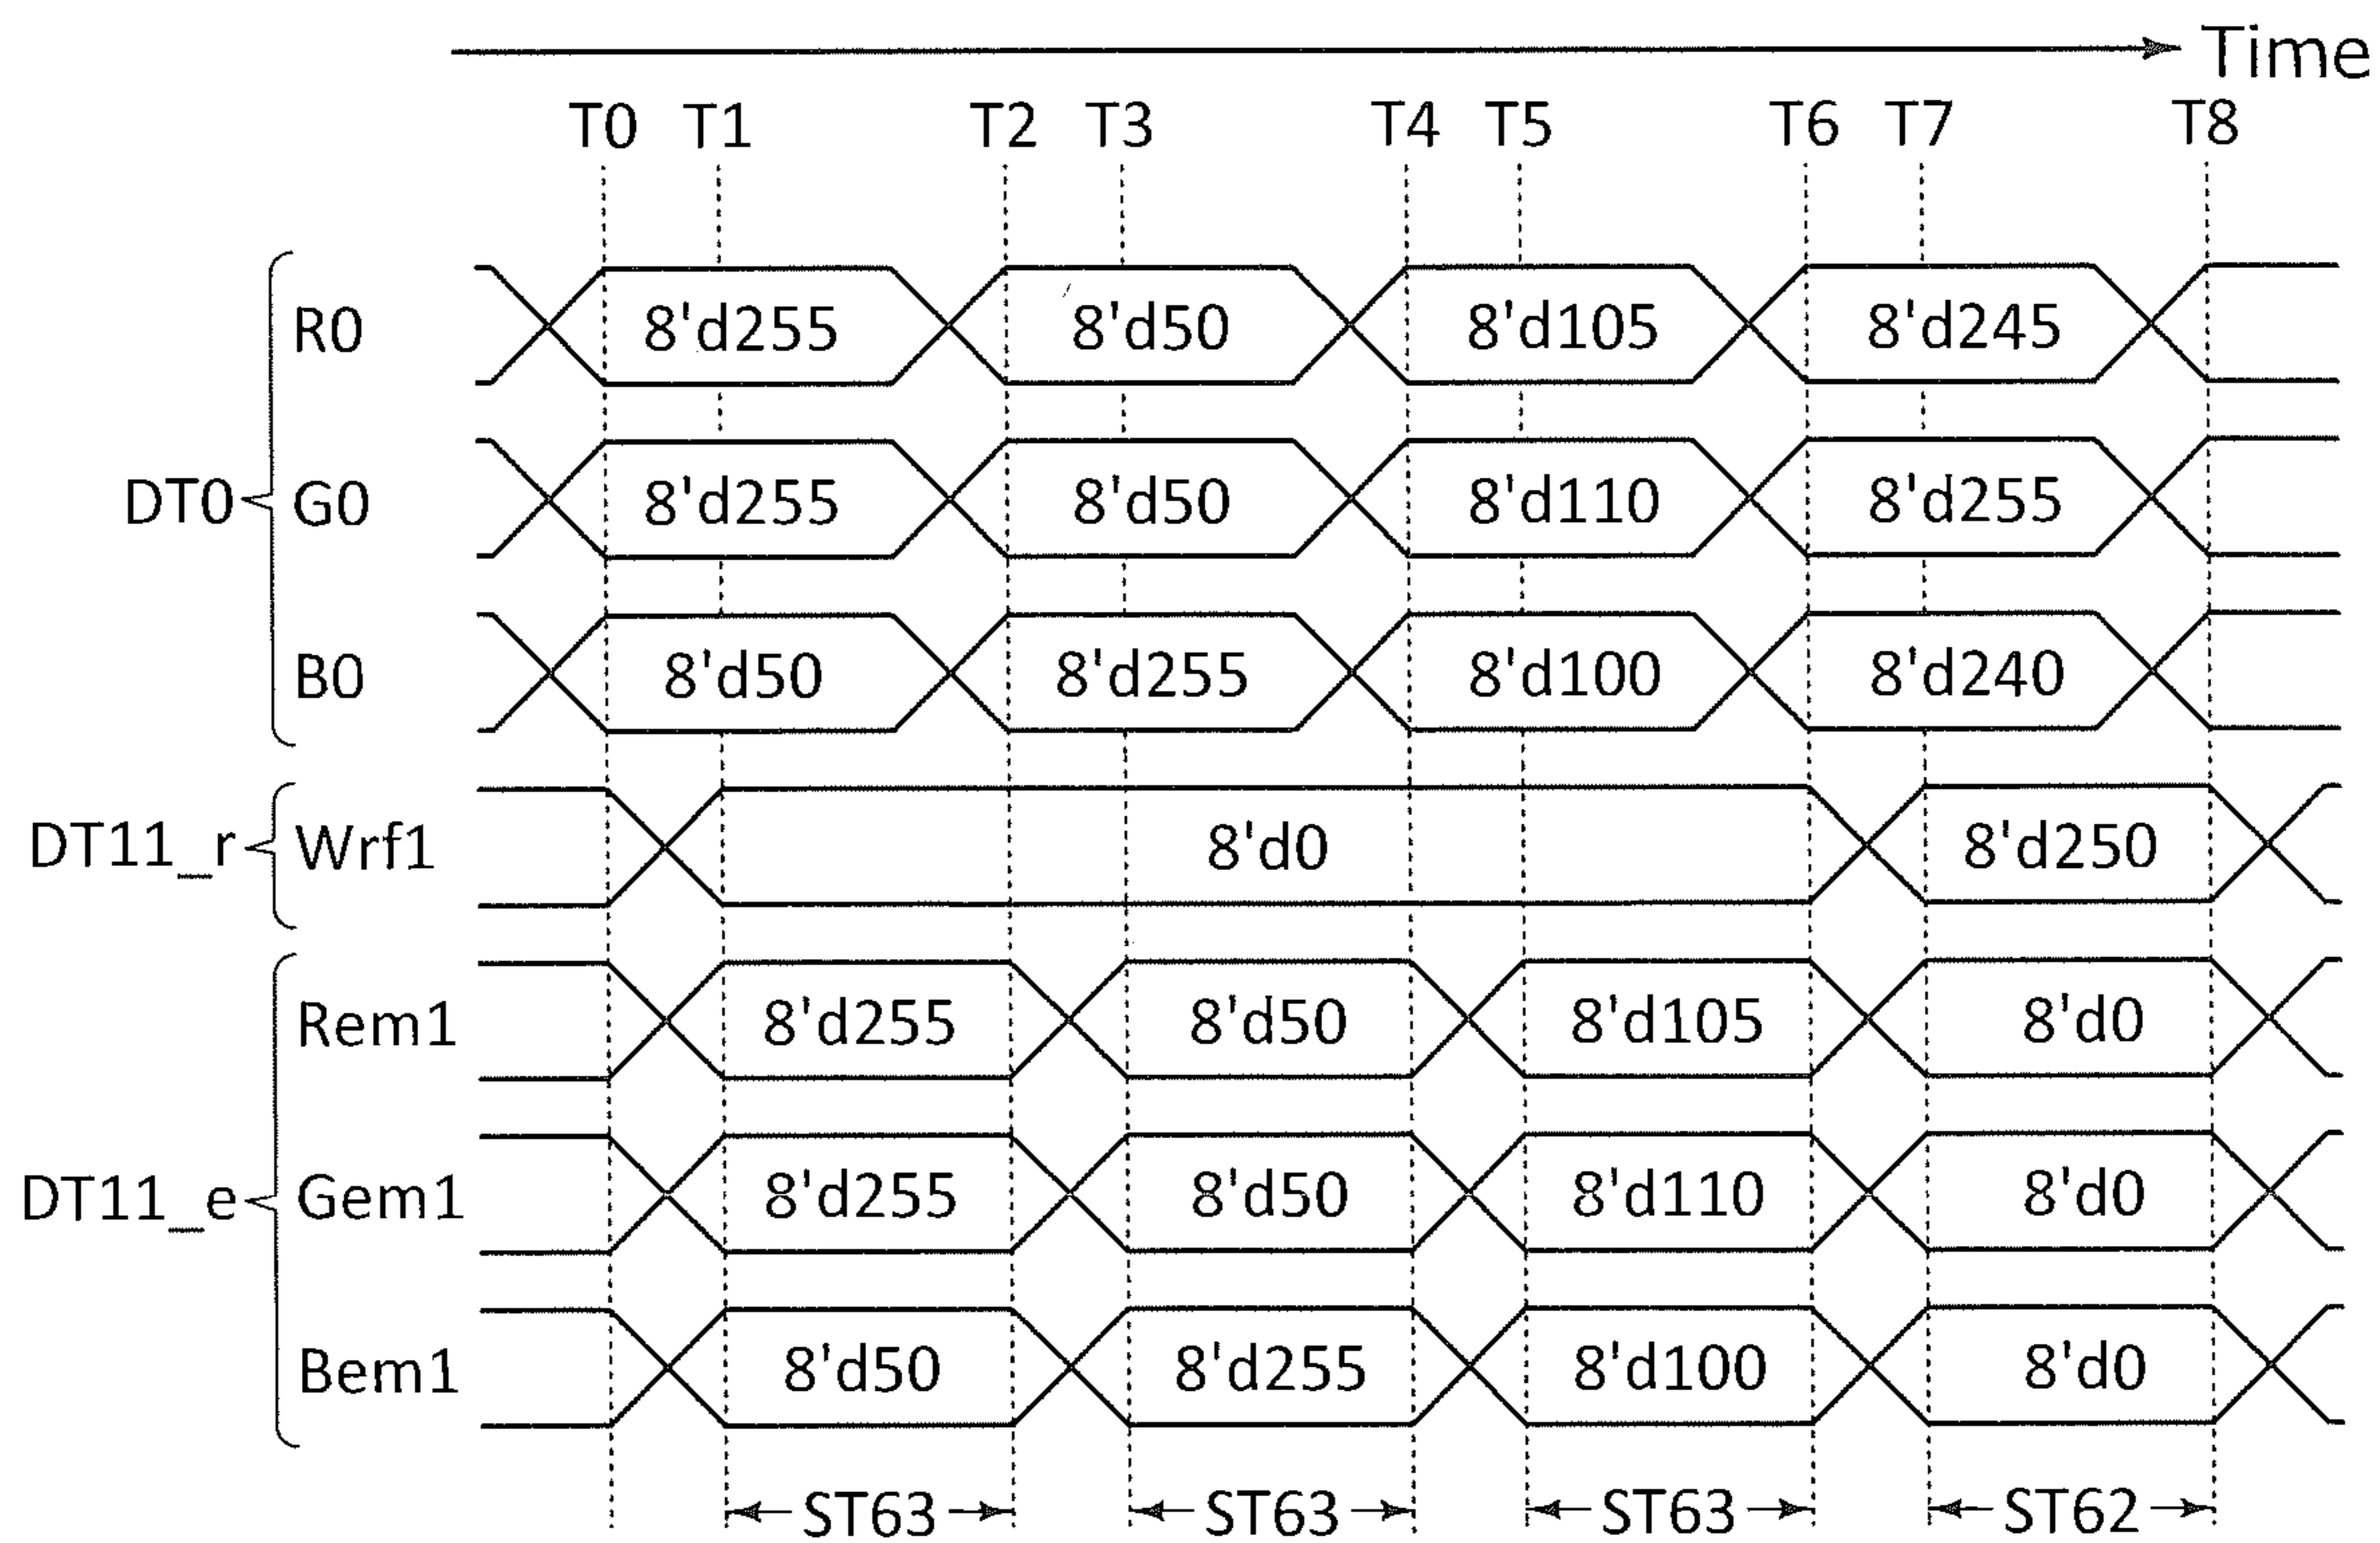 Time
T0 T1 T2 T3 T4 T5 T6 T7 T8
R0 8'd255 8'd50 8'd105 8'd245
DT0 G0 8'd255 8'd50 8'd110 8'd255
B0 8'd50 8'd255 8'd100 8'd240
DT11_r Wrf1 8'd0 8'd250
Rem1 8'd255 8'd50 8'd105 8'd0
DT11_e Gem1 8'd255 8'd50 8'd110 8'd0
Bem1 8'd50 8'd255 8'd100 8'd0
ST63 ST63 ST63 ST62